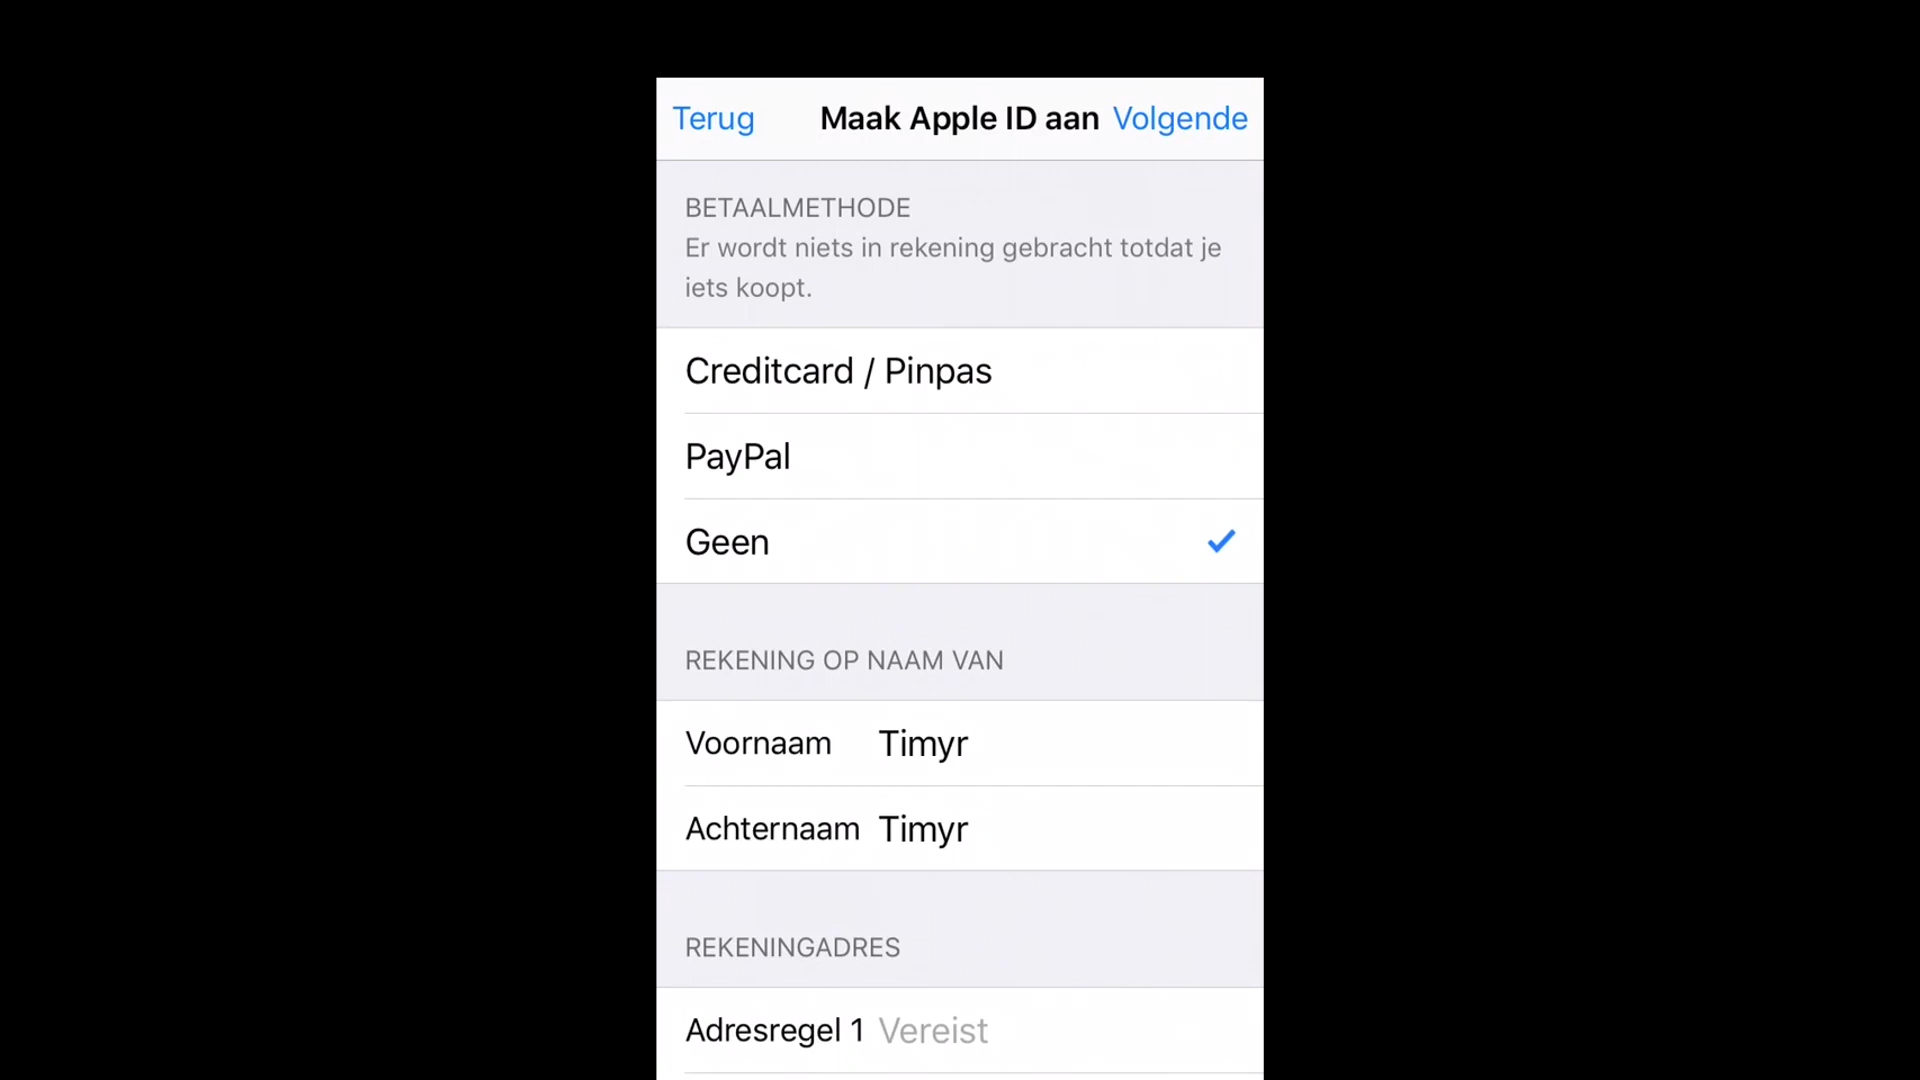 Terug Maak Apple ID aan Volgende
BETAALMETHODE
Er wordt niets in rekening gebracht totdat je
iets koopt.
Creditcard / Pinpas
PayPal
Geen
REKENING OP NAAM VAN
Voornaam Timyr
Achternaam Timyr
REKENINGADRES
Adresregel 1 Vereist